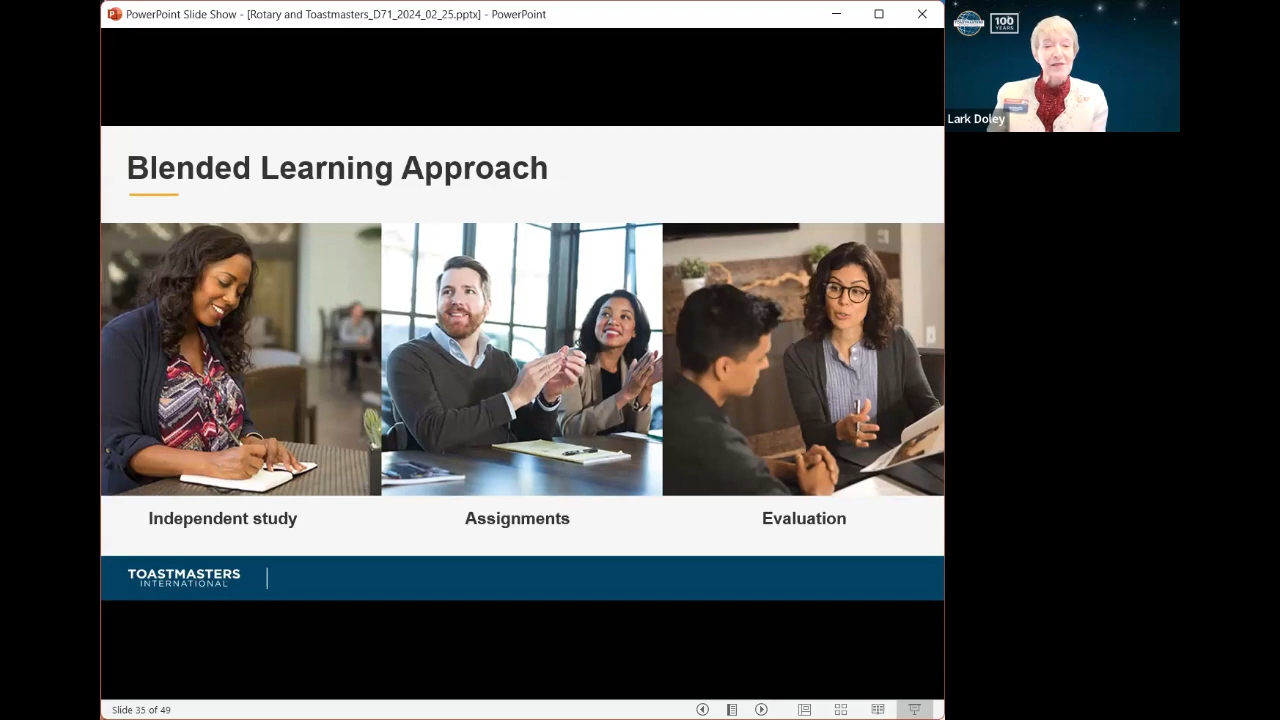 PowerPoint Slide Show - [Rotary and Toastmasters_D71_2024_02_25.pptx] - PowerPoint
TOASTMASTERS
100
YEARS
Lark Doley
Blended Learning Approach
Independent study
Assignments
Evaluation
TOASTMASTERS
INTERNATIONAL
Slide 35 of 49